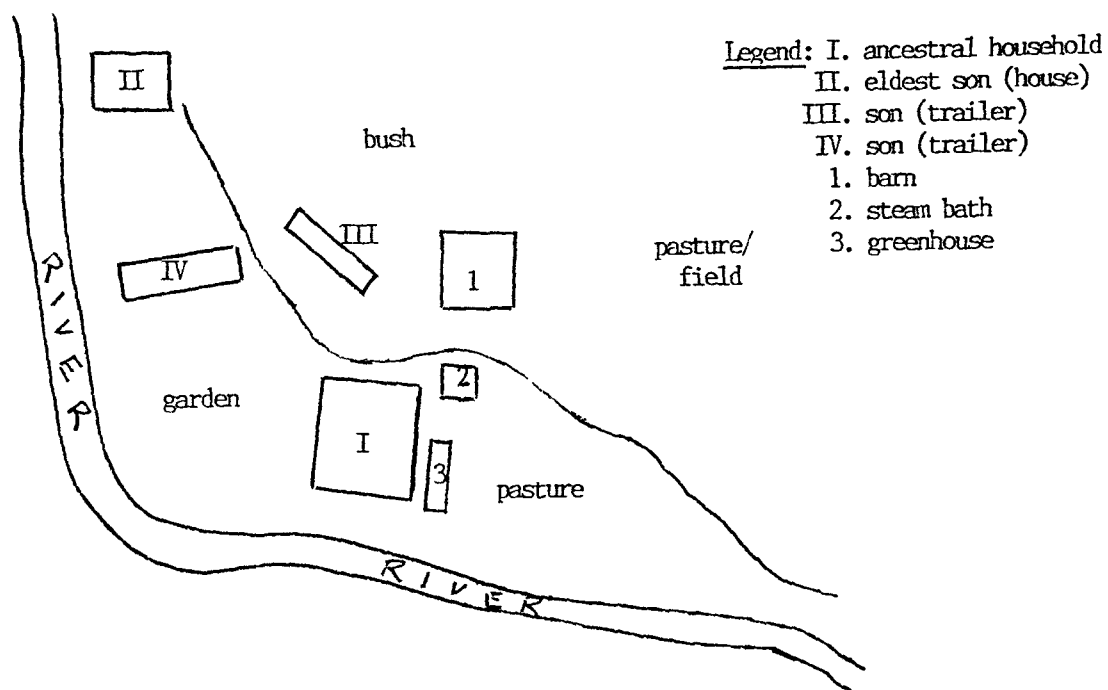 Legend: I. ancestral household
II. eldest son (house)
III. son (trailer)
IV. son (trailer)
1. barn
2. steam bath
3. greenhouse
II
bush
III
IV
1
pasture/
field
RIVER
2
garden
I
3
pasture
RIVER